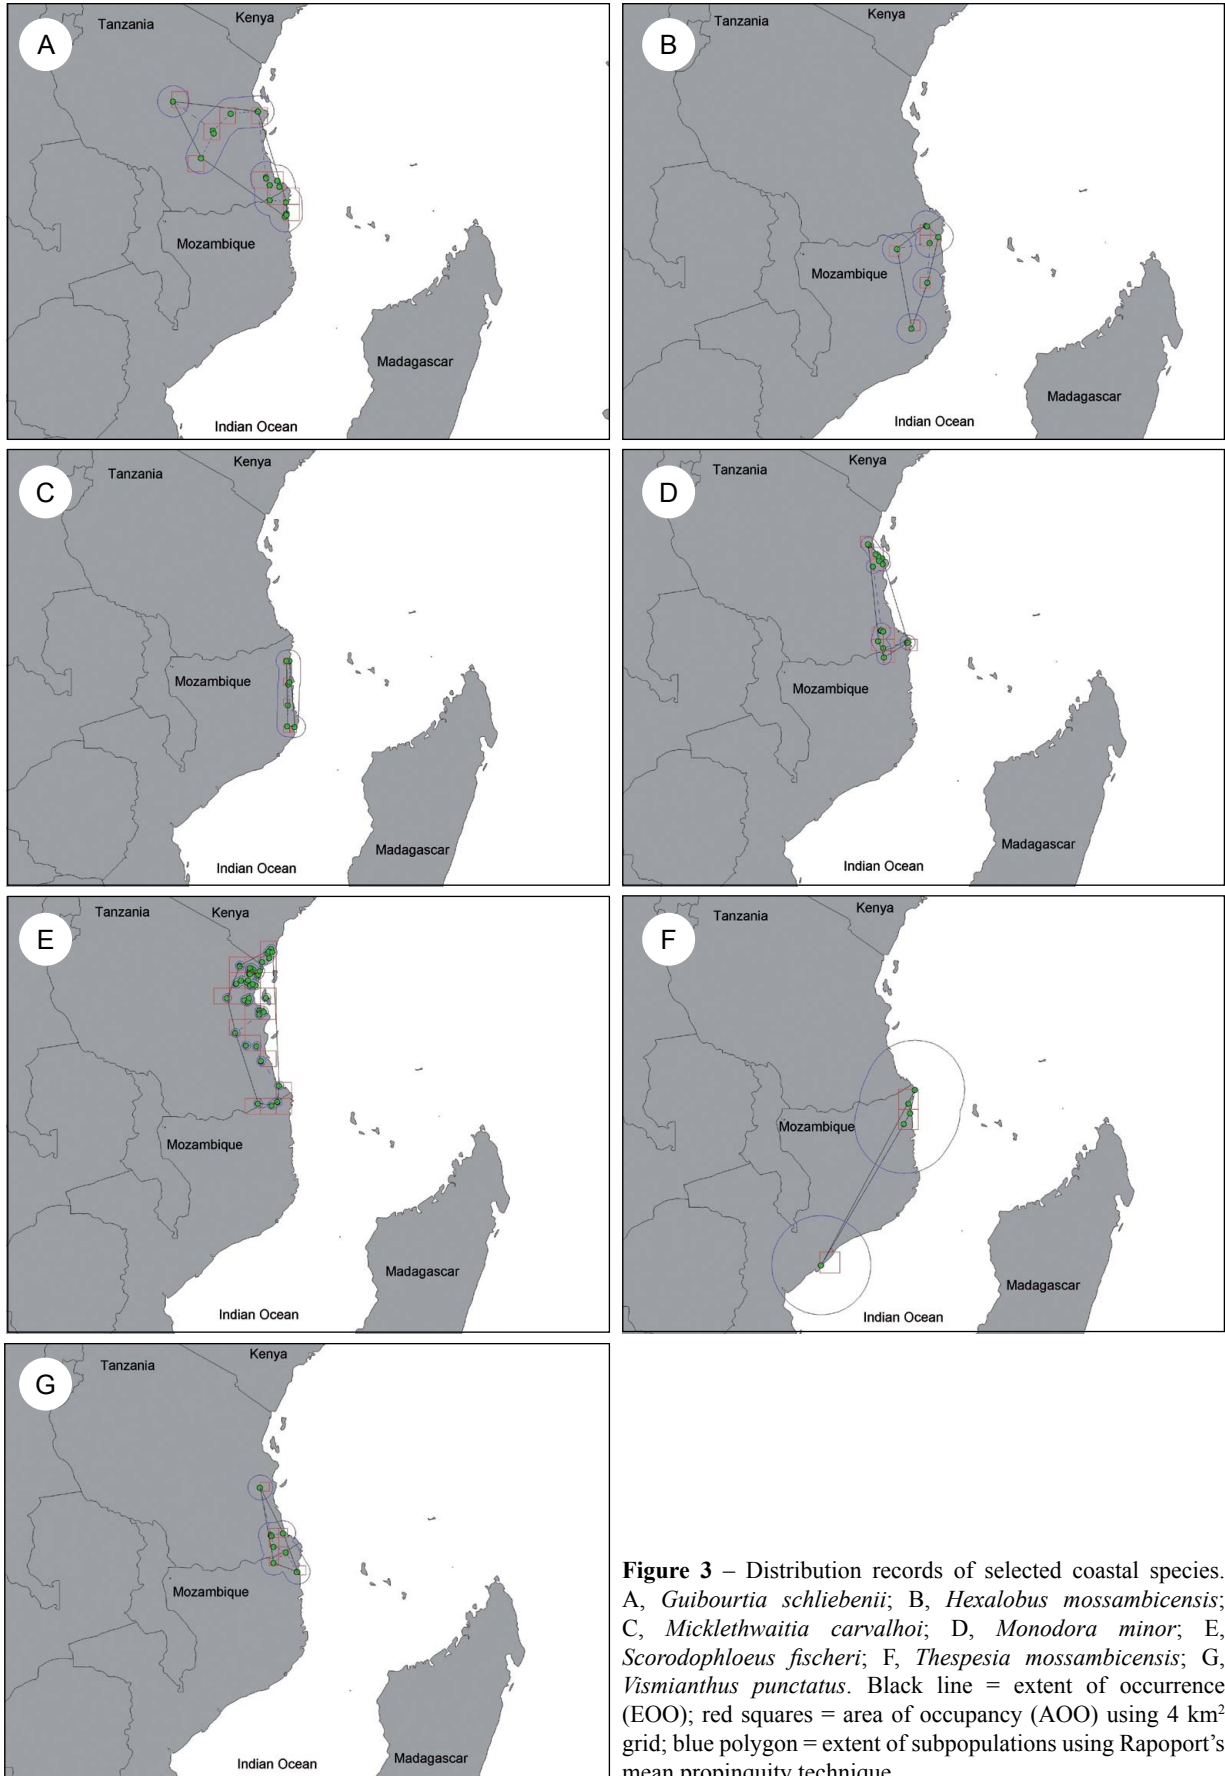 A
Tanzania
Kenya
Mozambique
Madagascar
Indian Ocean
B
Tanzania
Kenya
Mozambique
Madagascar
Indian Ocean
C
Tanzania
Kenya
Mozambique
Madagascar
Indian Ocean
D
Tanzania
Kenya
Mozambique
Madagascar
Indian Ocean
E
Tanzania
Kenya
Mozambique
Madagascar
Indian Ocean
F
Tanzania
Kenya
Mozambique
Madagascar
Indian Ocean
G
Tanzania
Kenya
Mozambique
Madagascar
Indian Ocean
Figure 3 – Distribution records of selected coastal species.
A, Guibourtia schliebenii; B, Hexalobus mossambicensis;
C, Micklethwaitia carvalhoi; D, Monodora minor; E,
Scorodophloeus fischeri; F, Thespesia mossambicensis; G,
Vismianthus punctatus. Black line = extent of occurrence
(EOO); red squares = area of occupancy (AOO) using 4 km²
grid; blue polygon = extent of subpopulations using Rapoport’s
mean propinquity technique